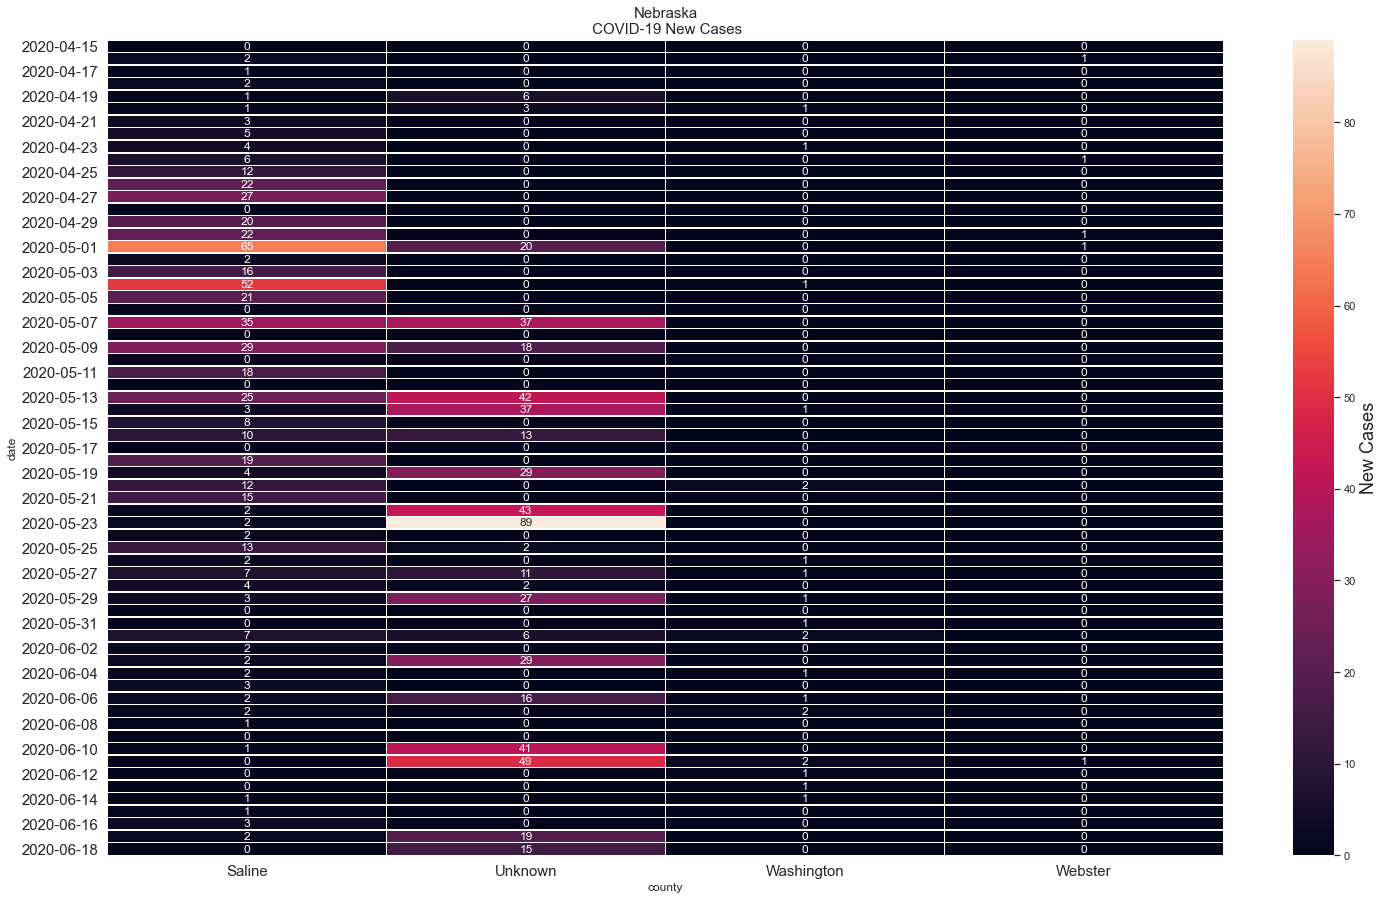 Nebraska
COVID-19 New Cases
2020-04-15 0 0 0 0
2 0 0 1
2020-04-17 1 0 0 0
2 0 0 0
2020-04-19 1 6 0 0
1 3 1 0
2020-04-21 3 0 0 0
5 0 0 0
2020-04-23 4 0 1 0
6 0 0 1
2020-04-25 12 0 0 0
22 0 0 0
2020-04-27 27 0 0 0
0 0 0 0
2020-04-29 20 0 0 0
22 0 0 1
2020-05-01 65 20 0 1
2 0 0 0
2020-05-03 16 0 0 0
52 0 1 0
2020-05-05 21 0 0 0
0 0 0 0
2020-05-07 35 37 0 0
0 0 0 0
2020-05-09 29 18 0 0
0 0 0 0
2020-05-11 18 0 0 0
0 0 0 0
2020-05-13 25 42 0 0
3 37 1 0
2020-05-15 8 0 0 0
10 13 0 0
2020-05-17 0 0 0 0
19 0 0 0
2020-05-19 4 29 0 0
12 0 2 0
2020-05-21 15 0 0 0
2 43 0 0
2020-05-23 2 89 0 0
2 0 0 0
2020-05-25 13 2 0 0
2 0 1 0
2020-05-27 7 11 1 0
4 2 0 0
2020-05-29 3 27 1 0
0 0 0 0
2020-05-31 0 0 1 0
7 6 2 0
2020-06-02 2 0 0 0
2 29 0 0
2020-06-04 2 0 1 0
3 0 0 0
2020-06-06 2 16 1 0
2 0 2 0
2020-06-08 1 0 0 0
0 0 0 0
2020-06-10 1 41 0 0
0 49 2 1
2020-06-12 0 0 1 0
0 0 1 0
2020-06-14 1 0 1 0
1 0 0 0
2020-06-16 3 0 0 0
2 19 0 0
2020-06-18 0 15 0 0
Saline Unknown Washington Webster
county
date
80
70
60
50
40
30
20
10
0
New Cases